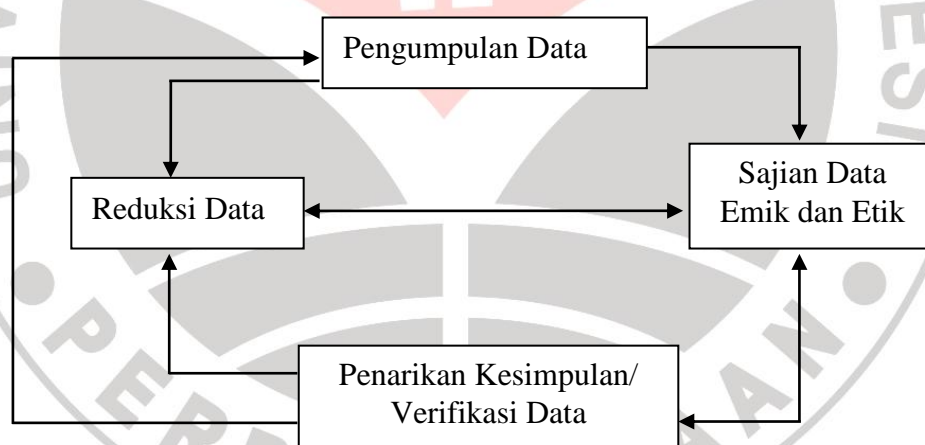 Pengumpulan Data
Reduksi Data
Sajian Data
Emik dan Etik
Penarikan Kesimpulan/
Verifikasi Data